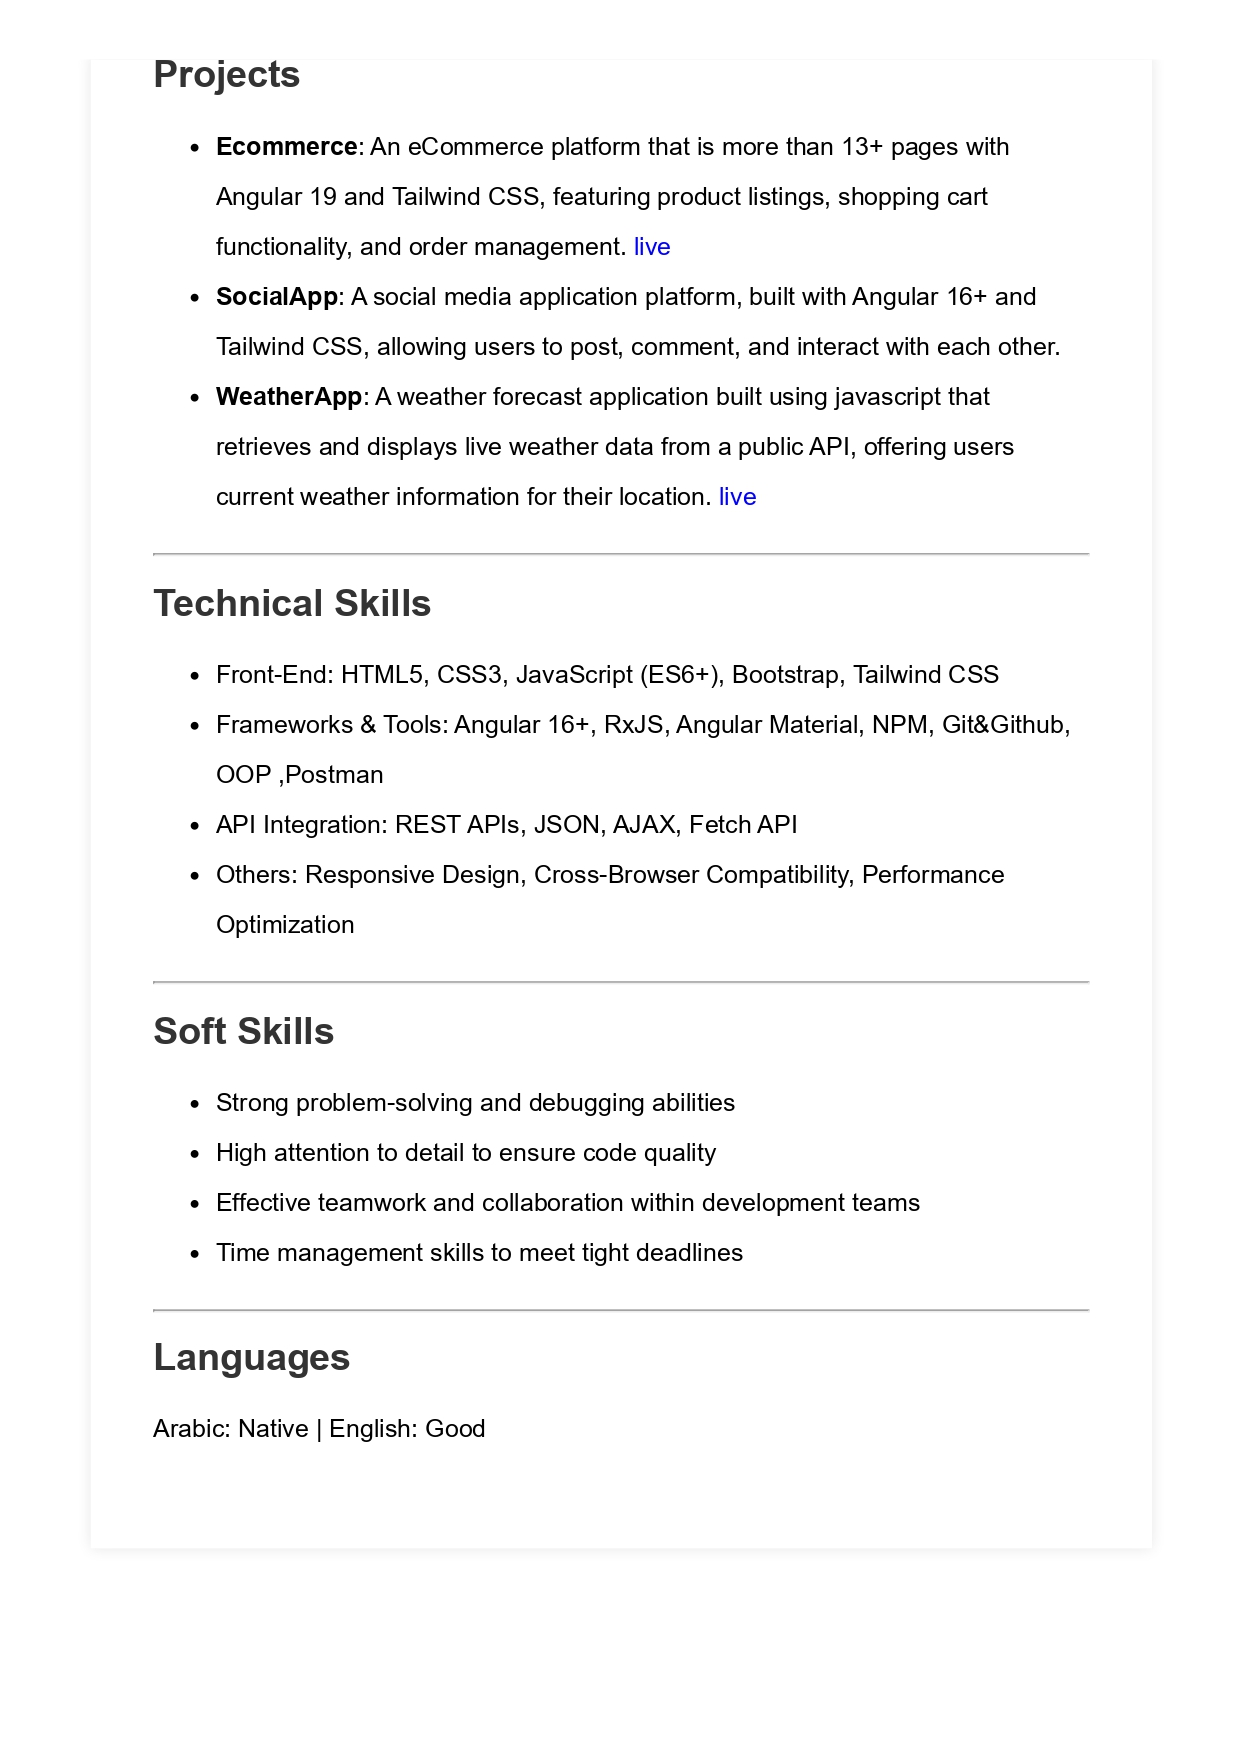 Projects
Ecommerce: An eCommerce platform that is more than 13+ pages with
Angular 19 and Tailwind CSS, featuring product listings, shopping cart
functionality, and order management. live
SocialApp: A social media application platform, built with Angular 16+ and
Tailwind CSS, allowing users to post, comment, and interact with each other.
WeatherApp: A weather forecast application built using javascript that
retrieves and displays live weather data from a public API, offering users
current weather information for their location. live
Technical Skills
Front-End: HTML5, CSS3, JavaScript (ES6+), Bootstrap, Tailwind CSS
Frameworks & Tools: Angular 16+, RxJS, Angular Material, NPM, Git&Github,
OOP ,Postman
API Integration: REST APIs, JSON, AJAX, Fetch API
Others: Responsive Design, Cross-Browser Compatibility, Performance
Optimization
Soft Skills
Strong problem-solving and debugging abilities
High attention to detail to ensure code quality
Effective teamwork and collaboration within development teams
Time management skills to meet tight deadlines
Languages
Arabic: Native | English: Good